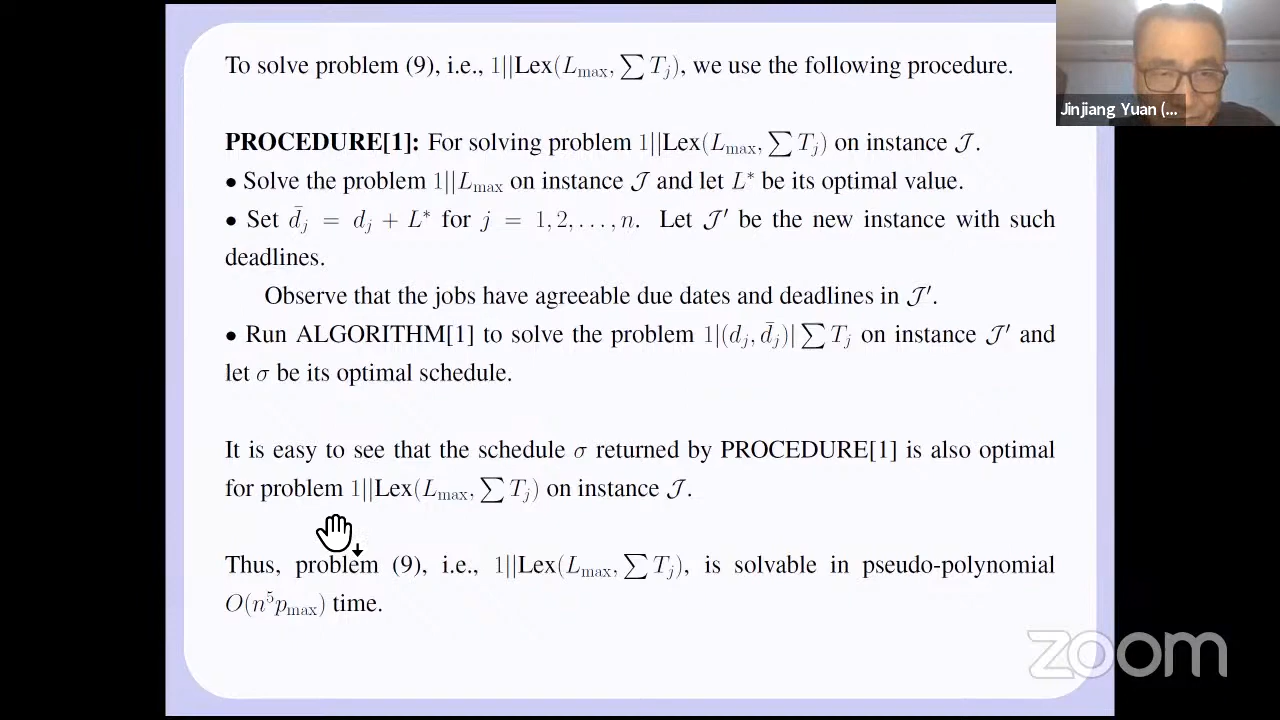 To solve problem (9), i.e., 1||Lex(L_max, ∑ T_j), we use the following procedure.
Jinjiang Yuan (...
PROCEDURE[1]: For solving problem 1||Lex(L_max, ∑ T_j) on instance 𝒥.
• Solve the problem 1||L_max on instance 𝒥 and let L* be its optimal value.
• Set d̄_j = d_j + L* for j = 1, 2, . . . , n. Let 𝒥′ be the new instance with such
deadlines.
Observe that the jobs have agreeable due dates and deadlines in 𝒥′.
• Run ALGORITHM[1] to solve the problem 1|(d_j, d̄_j)| ∑ T_j on instance 𝒥′ and
let σ be its optimal schedule.
It is easy to see that the schedule σ returned by PROCEDURE[1] is also optimal
for problem 1||Lex(L_max, ∑ T_j) on instance 𝒥.
Thus, problem (9), i.e., 1||Lex(L_max, ∑ T_j), is solvable in pseudo-polynomial
O(n⁵p_max) time.
zoom